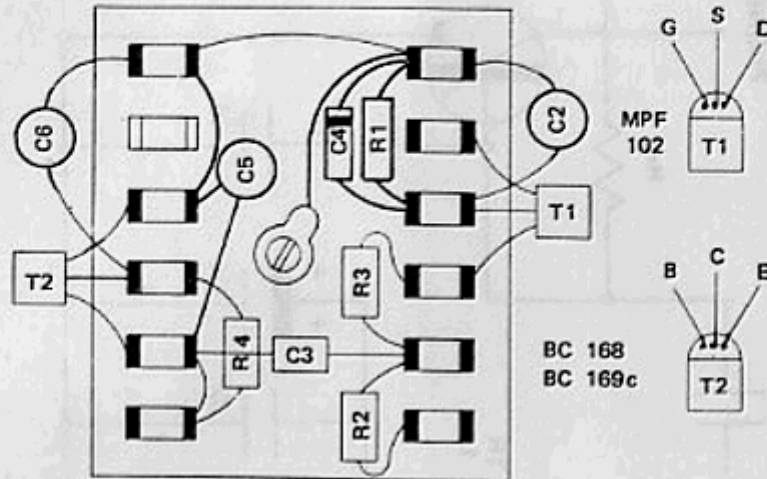 G S D
MPF
102
T1
C6
C5
C4
R1
C2
T1
T2
R3
R4
C3
R2
B C E
BC 168
BC 169c
T2